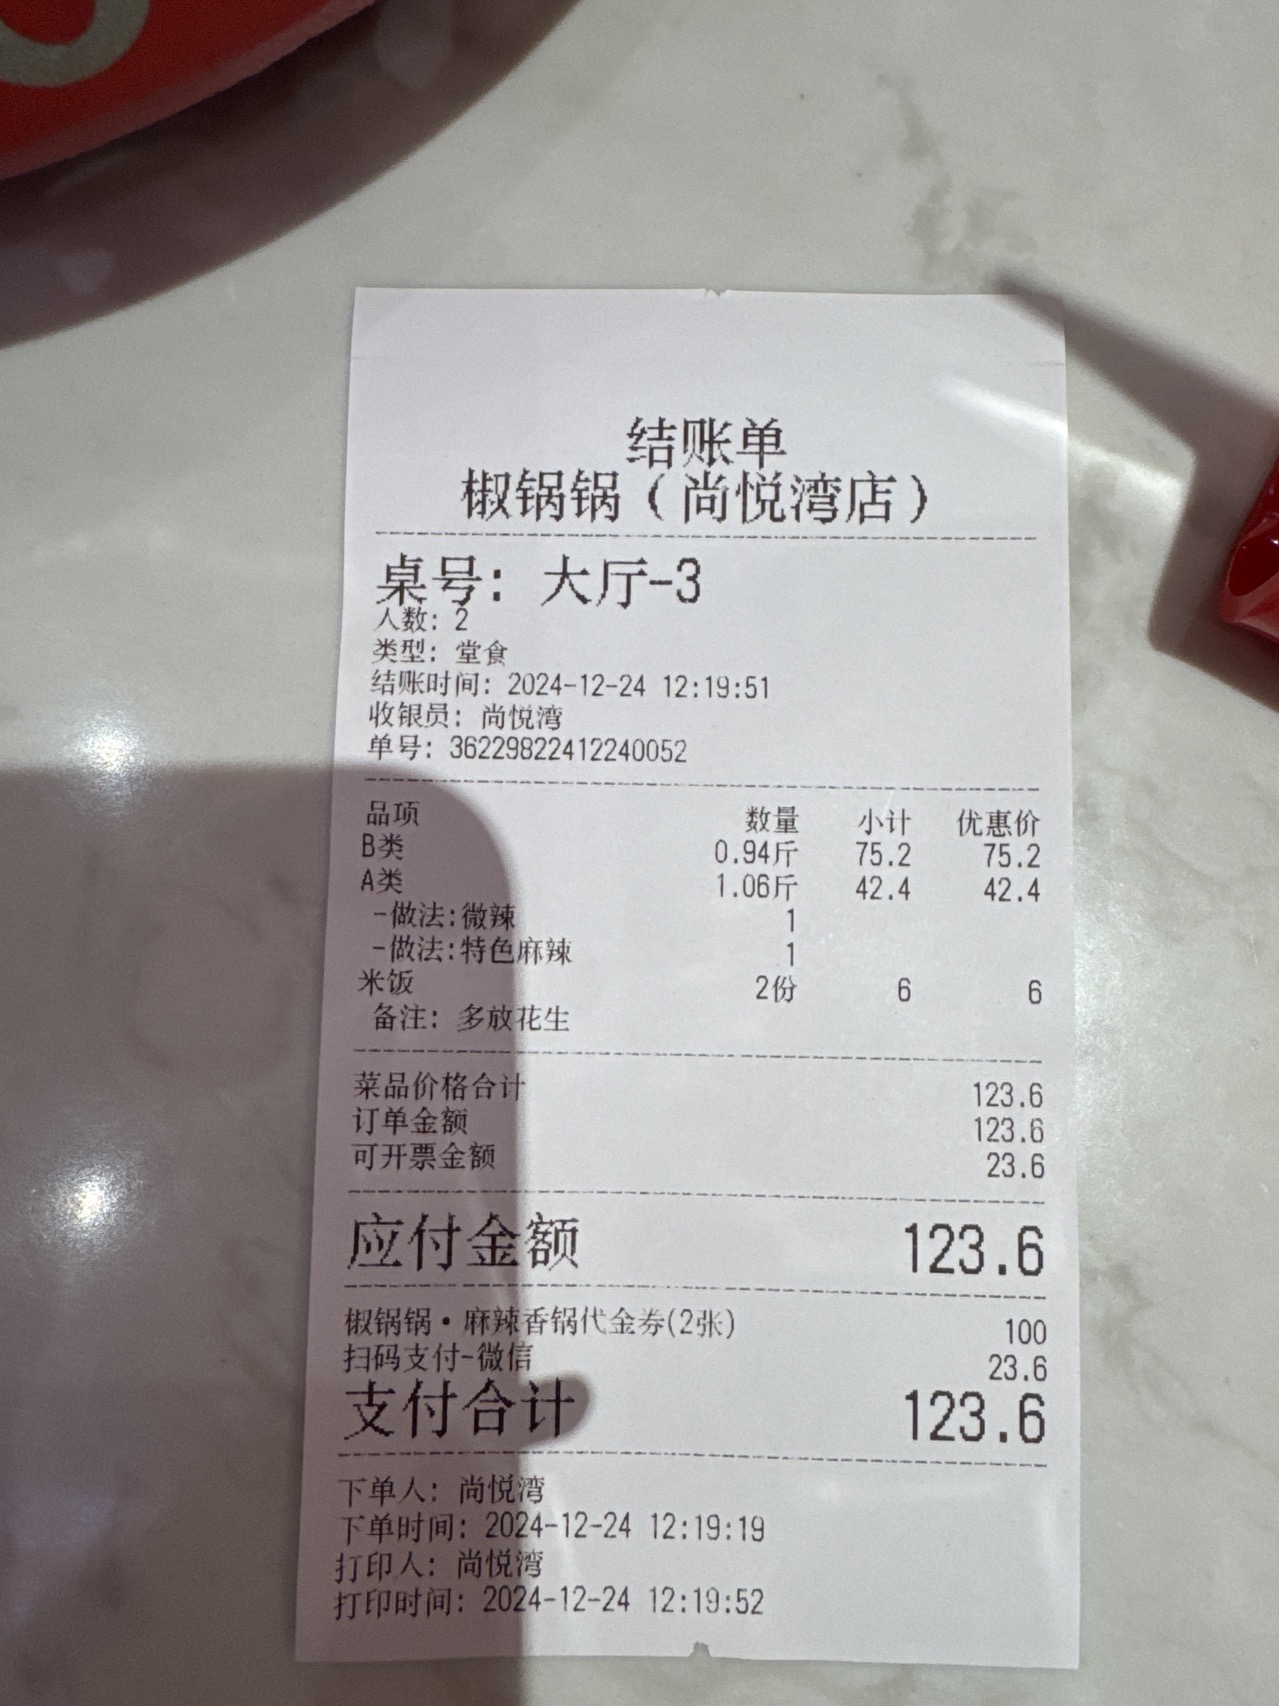 结账单
椒锅锅（尚悦湾店）
桌号：大厅-3
人数：2
类型：堂食
结账时间：2024-12-24 12:19:51
收银员：尚悦湾
单号：36229822412240052
品项 数量 小计 优惠价
B类 0.94斤 75.2 75.2
A类 1.06斤 42.4 42.4
-做法:微辣 1
-做法:特色麻辣 1
米饭 2份 6 6
备注：多放花生
菜品价格合计 123.6
订单金额 123.6
可开票金额 23.6
应付金额 123.6
椒锅锅•麻辣香锅代金券(2张) 100
扫码支付-微信 23.6
支付合计 123.6
下单人：尚悦湾
下单时间：2024-12-24 12:19:19
打印人：尚悦湾
打印时间：2024-12-24 12:19:52